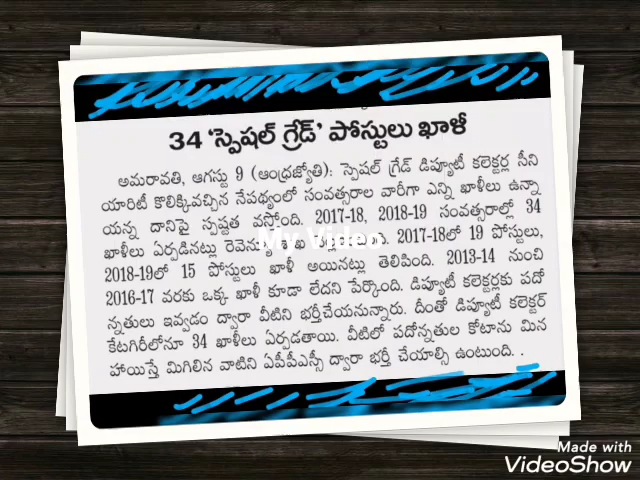 34 ‘స్పెషల్ గ్రేడ్’ పోస్టులు ఖాళీ
అమరావతి, ఆగస్టు 9 (ఆంధ్రజ్యోతి): స్పెషల్ గ్రేడ్ డిప్యూటీ కలెక్టర్ల సీని
యారిటీ కొలిక్కివచ్చిన నేపథ్యంలో సంవత్సరాల వారీగా ఎన్ని ఖాళీలు ఉన్నా
యన్న దానిపై స్పష్టత వస్తోంది. 2017-18, 2018-19 సంవత్సరాల్లో 34
ఖాళీలు ఏర్పడినట్లు రెవెన్యూ శాఖ 2017-18లో 19 పోస్టులు,
My Video
2018-19లో 15 పోస్టులు ఖాళీ అయినట్లు తెలిపింది. 2013-14 నుంచి
2016-17 వరకు ఒక్క ఖాళీ కూడా లేదని పేర్కొంది. డిప్యూటీ కలెక్టర్లకు పదో
న్నతులు ఇవ్వడం ద్వారా వీటిని భర్తీచేయనున్నారు. దీంతో డిప్యూటీ కలెక్టర్
కేటగిరీలోనూ 34 ఖాళీలు ఏర్పడతాయి. వీటిలో పదోన్నతుల కోటాను మిన
హాయిస్తే మిగిలిన వాటిని ఏపీపీఎస్సీ ద్వారా భర్తీ చేయాల్సి ఉంటుంది. .
Made with
VideoShow